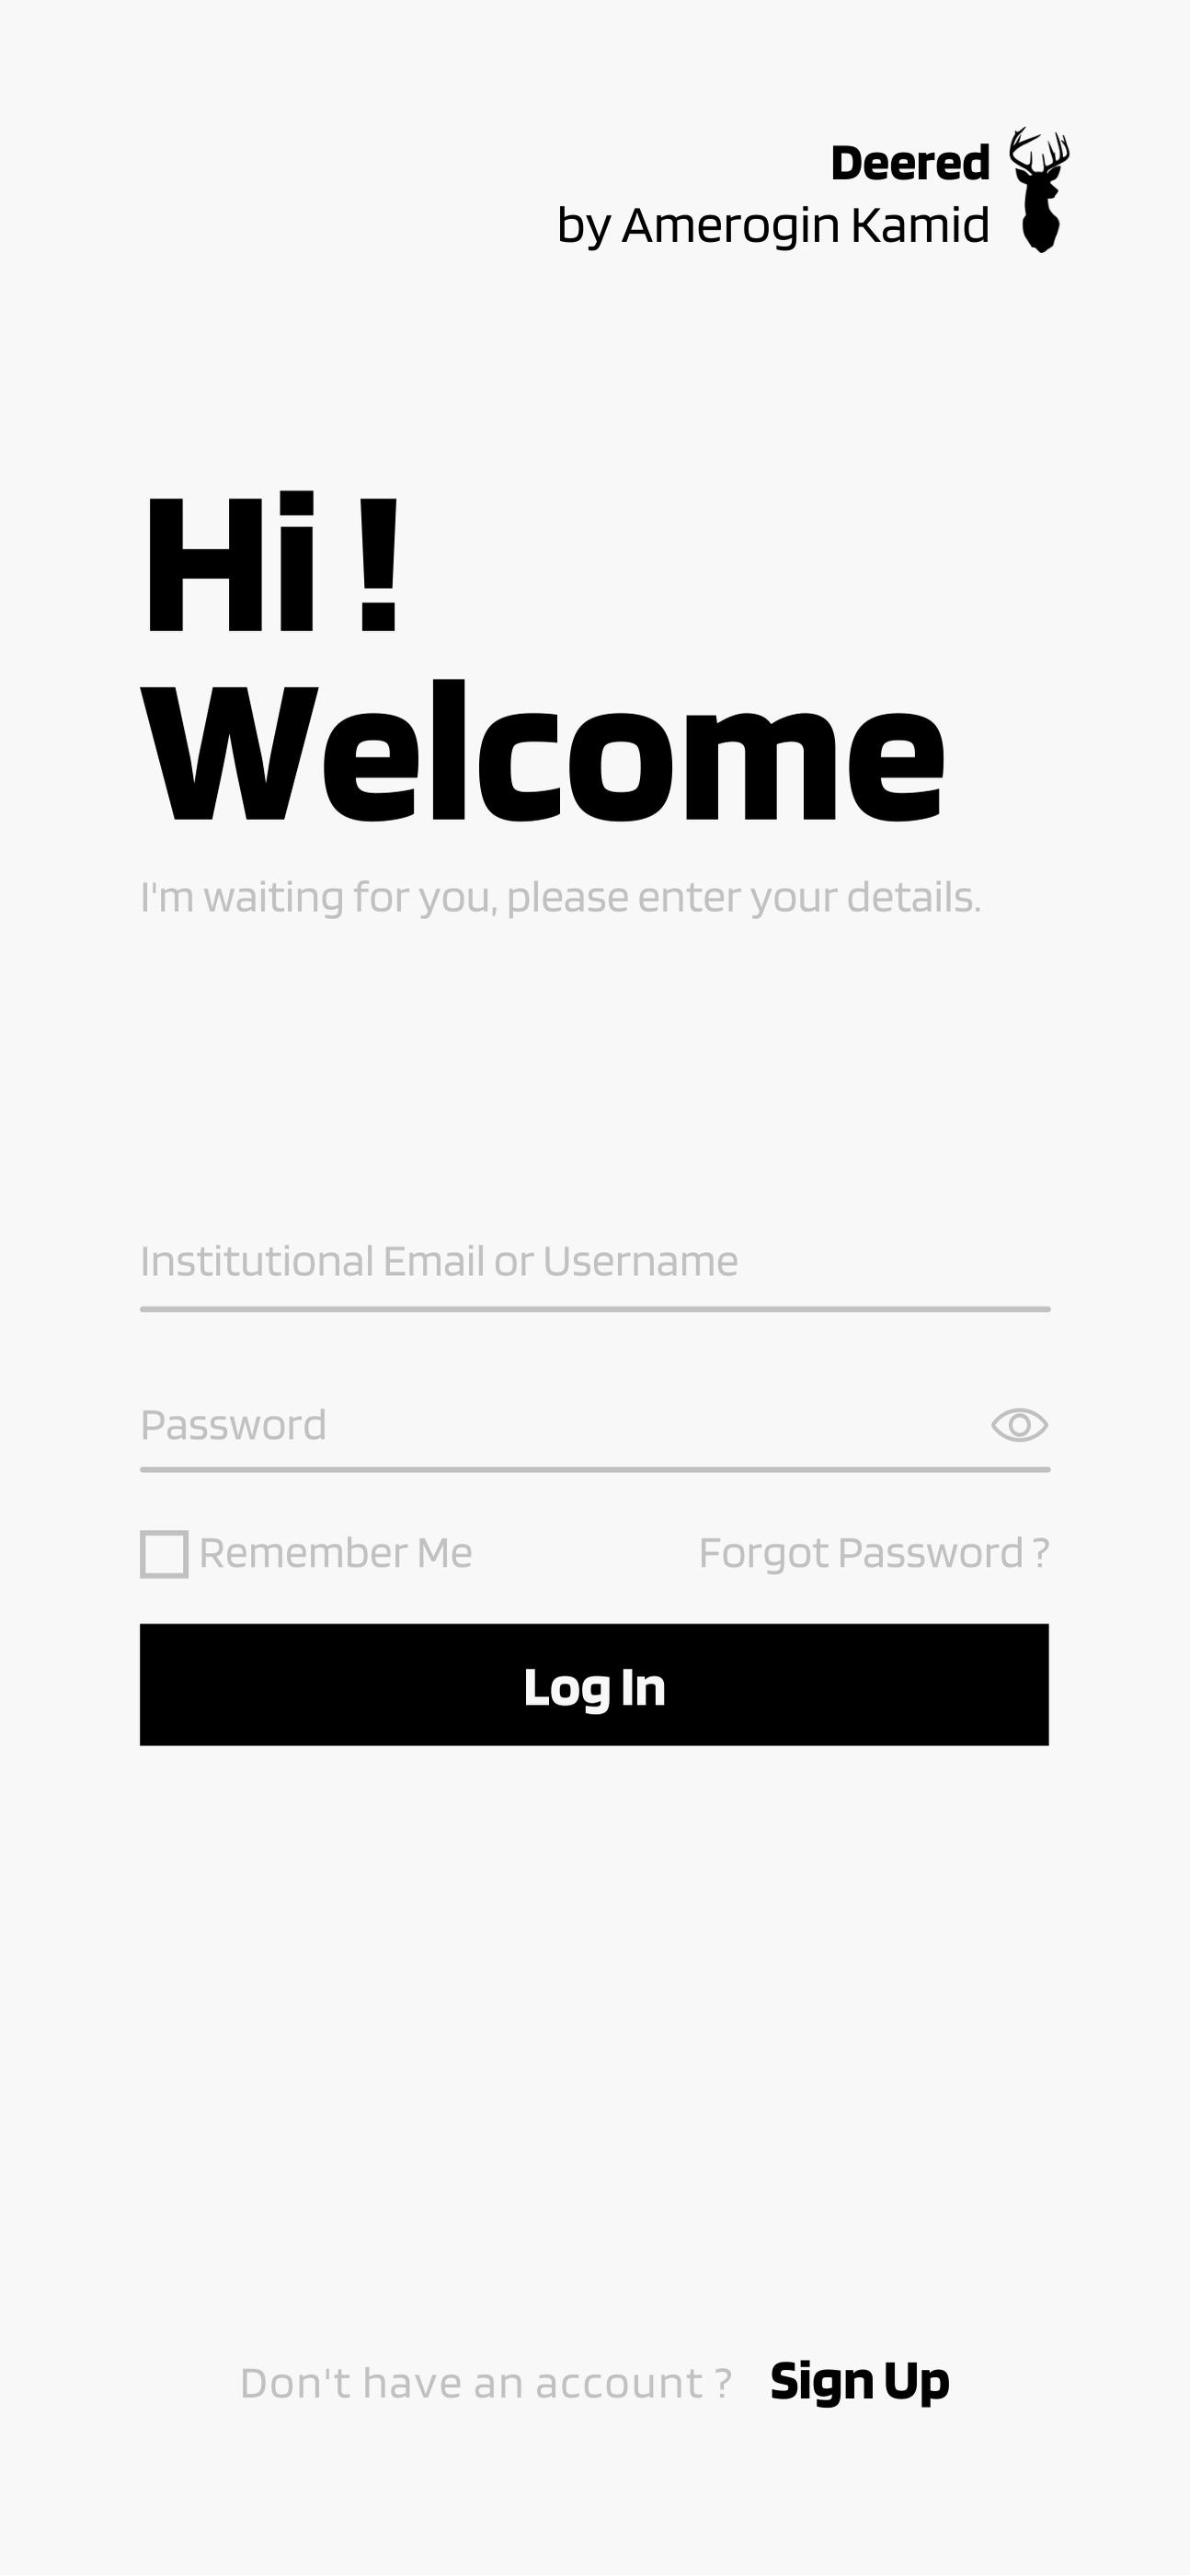 Deered
by Amerogin Kamid
Hi !
Welcome
I'm waiting for you, please enter your details.
Institutional Email or Username
Password
Remember Me
Forgot Password ?
Log In
Don't have an account ? Sign Up